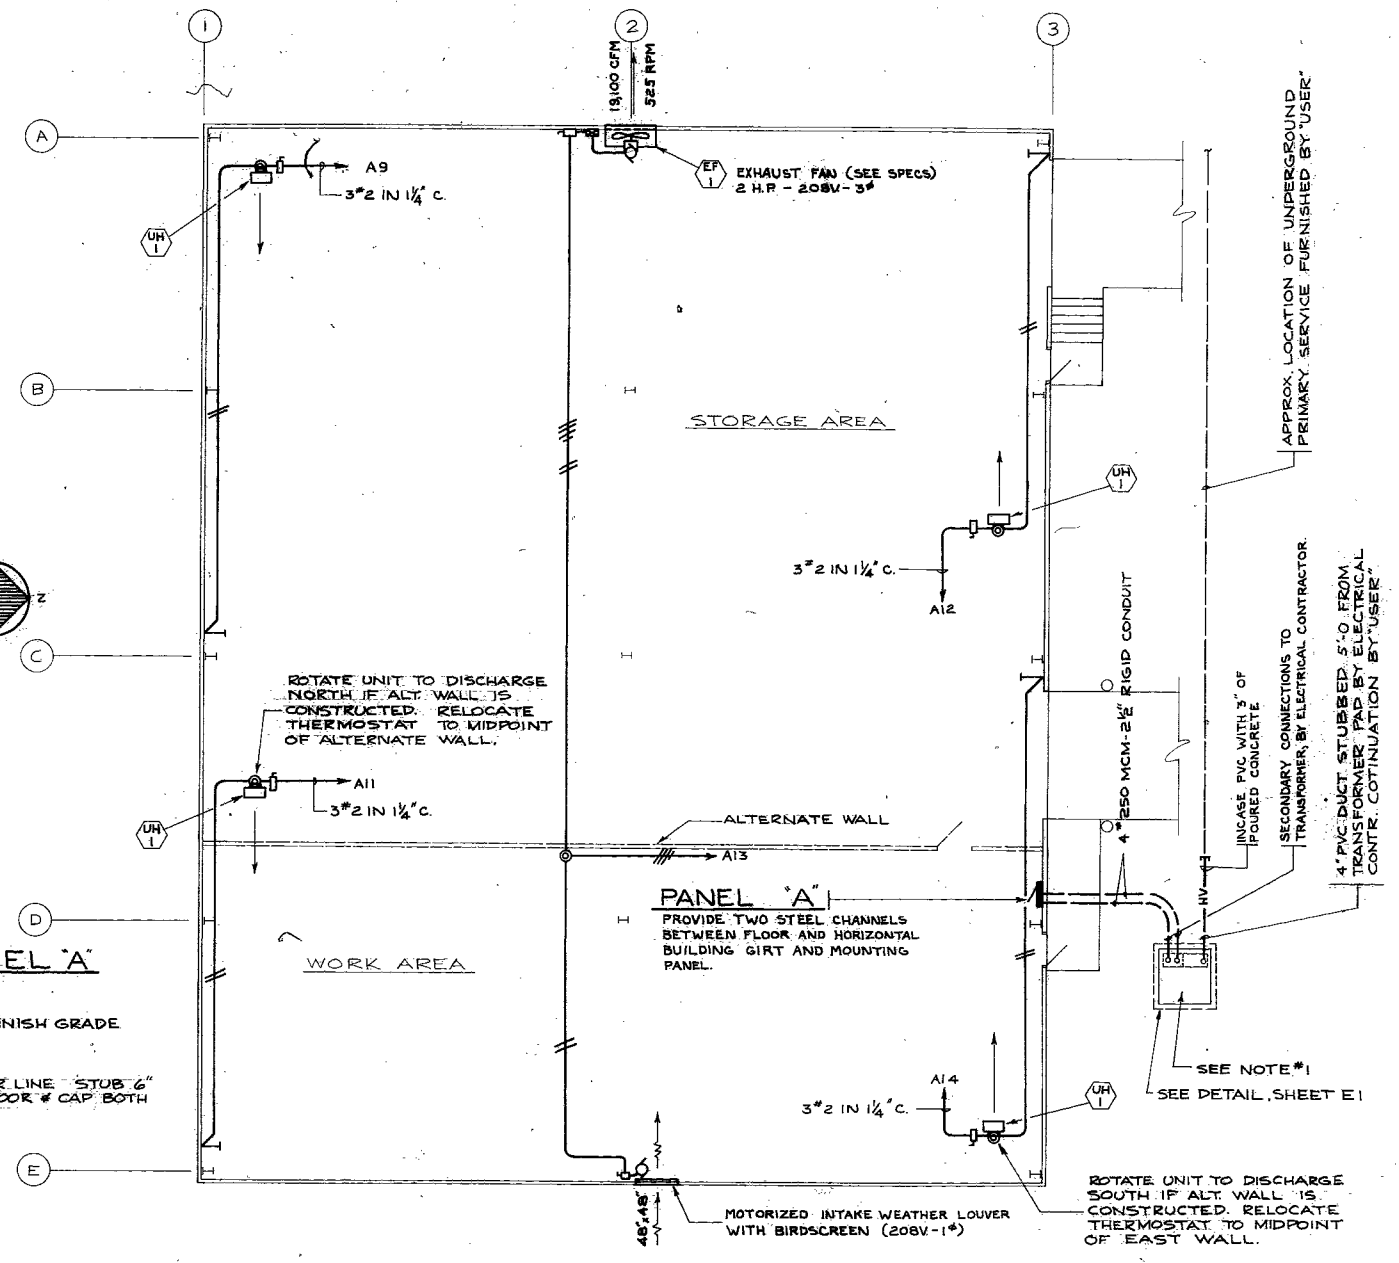 1
2
3
19,100 CFM
525 RPM
A
A9
3#2 IN 1¼" C.
UH
1
EF
1
EXHAUST FAN (SEE SPECS)
2 H.P. - 208V - 3ø
APPROX. LOCATION OF UNDERGROUND
PRIMARY SERVICE FURNISHED BY "USER"
B
STORAGE AREA
UH
1
3#2 IN 1¼" C.
A12
Z
C
ROTATE UNIT TO DISCHARGE
NORTH IF ALT. WALL IS
CONSTRUCTED. RELOCATE
THERMOSTAT TO MIDPOINT
OF ALTERNATE WALL.
A11
3#2 IN 1¼" C.
UH
1
4 # 250 MCM - 2½" RIGID CONDUIT
INCASE PVC WITH 3" OF
POURED CONCRETE
SECONDARY CONNECTIONS TO
TRANSFORMER, BY ELECTRICAL CONTRACTOR.
4" PVC DUCT STUBBED 5'-0 FROM
TRANSFORMER PAD BY ELECTRICAL
CONTR. COTINUATION BY "USER"
ALTERNATE WALL
A13
HV
PANEL "A"
PROVIDE TWO STEEL CHANNELS
BETWEEN FLOOR AND HORIZONTAL
BUILDING GIRT AND MOUNTING
PANEL.
D
EL "A"
WORK AREA
INISH GRADE
R LINE STUB 6"
OOR & CAP BOTH
SEE NOTE #1
SEE DETAIL, SHEET E1
A14
3#2 IN 1¼" C.
UH
1
E
48"x48"
MOTORIZED INTAKE WEATHER LOUVER
WITH BIRDSCREEN (208V - 1ø)
ROTATE UNIT TO DISCHARGE
SOUTH IF ALT. WALL IS
CONSTRUCTED. RELOCATE
THERMOSTAT TO MIDPOINT
OF EAST WALL.